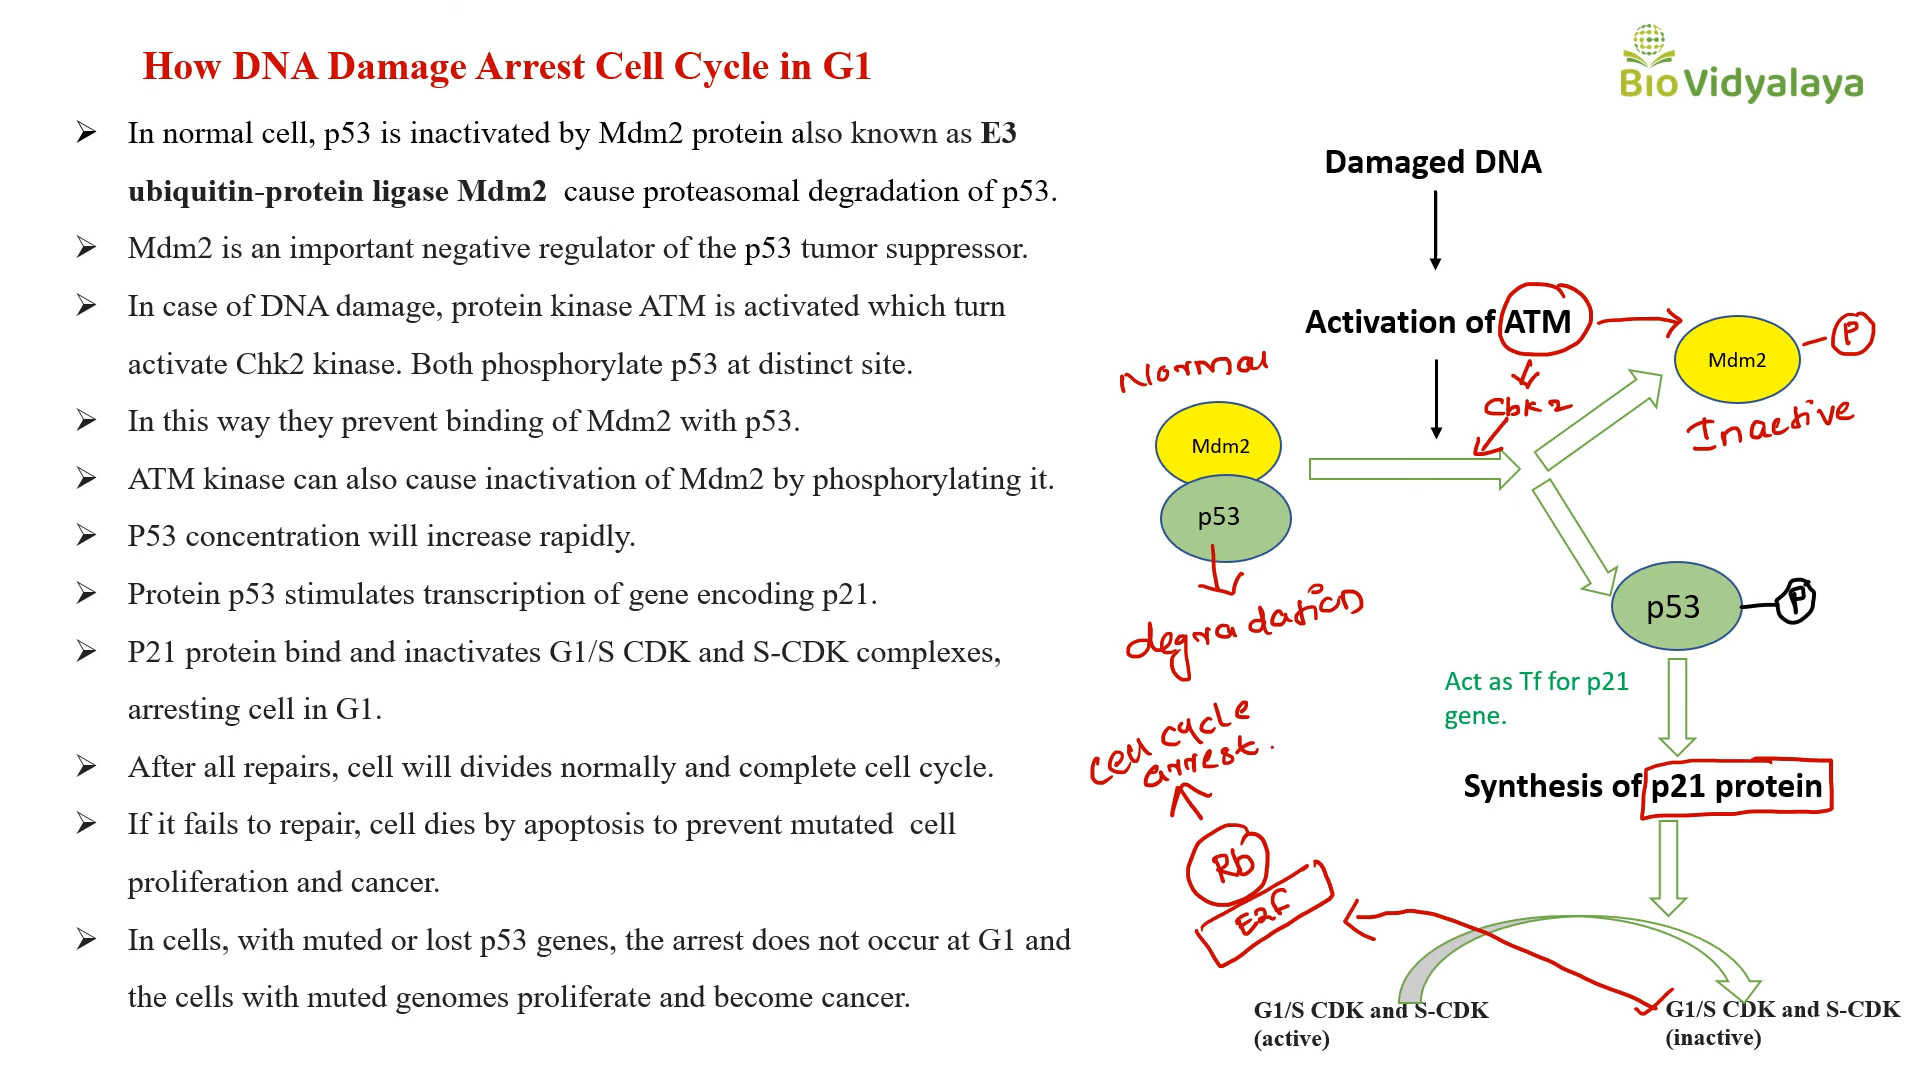 How DNA Damage Arrest Cell Cycle in G1
Bio Vidyalaya
In normal cell, p53 is inactivated by Mdm2 protein also known as E3
ubiquitin-protein ligase Mdm2 cause proteasomal degradation of p53.
Mdm2 is an important negative regulator of the p53 tumor suppressor.
In case of DNA damage, protein kinase ATM is activated which turn
activate Chk2 kinase. Both phosphorylate p53 at distinct site.
In this way they prevent binding of Mdm2 with p53.
ATM kinase can also cause inactivation of Mdm2 by phosphorylating it.
P53 concentration will increase rapidly.
Protein p53 stimulates transcription of gene encoding p21.
P21 protein bind and inactivates G1/S CDK and S-CDK complexes,
arresting cell in G1.
After all repairs, cell will divides normally and complete cell cycle.
If it fails to repair, cell dies by apoptosis to prevent mutated cell
proliferation and cancer.
In cells, with muted or lost p53 genes, the arrest does not occur at G1 and
the cells with muted genomes proliferate and become cancer.
Damaged DNA
Activation of ATM
Mdm2
P
Inactive
Chk2
Normal
Mdm2
p53
degradation
p53
P
Act as Tf for p21
gene.
Synthesis of p21 protein
cell cycle
arrest.
Rb
E2F
G1/S CDK and S-CDK
(active)
G1/S CDK and S-CDK
(inactive)